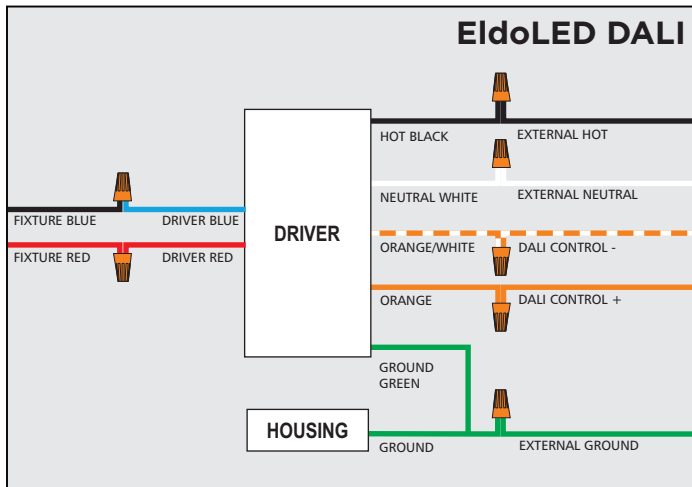 EldoLED DALI
HOT BLACK
EXTERNAL HOT
NEUTRAL WHITE
EXTERNAL NEUTRAL
FIXTURE BLUE
DRIVER BLUE
DRIVER
ORANGE/WHITE
DALI CONTROL -
FIXTURE RED
DRIVER RED
ORANGE
DALI CONTROL +
GROUND
GREEN
HOUSING
GROUND
EXTERNAL GROUND